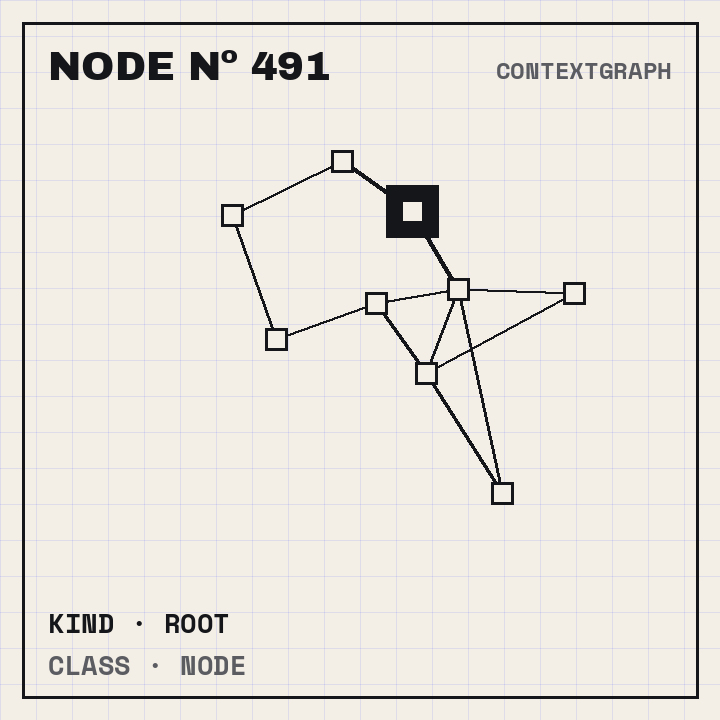 NODE Nº 491
CONTEXTGRAPH
KIND · ROOT
CLASS · NODE